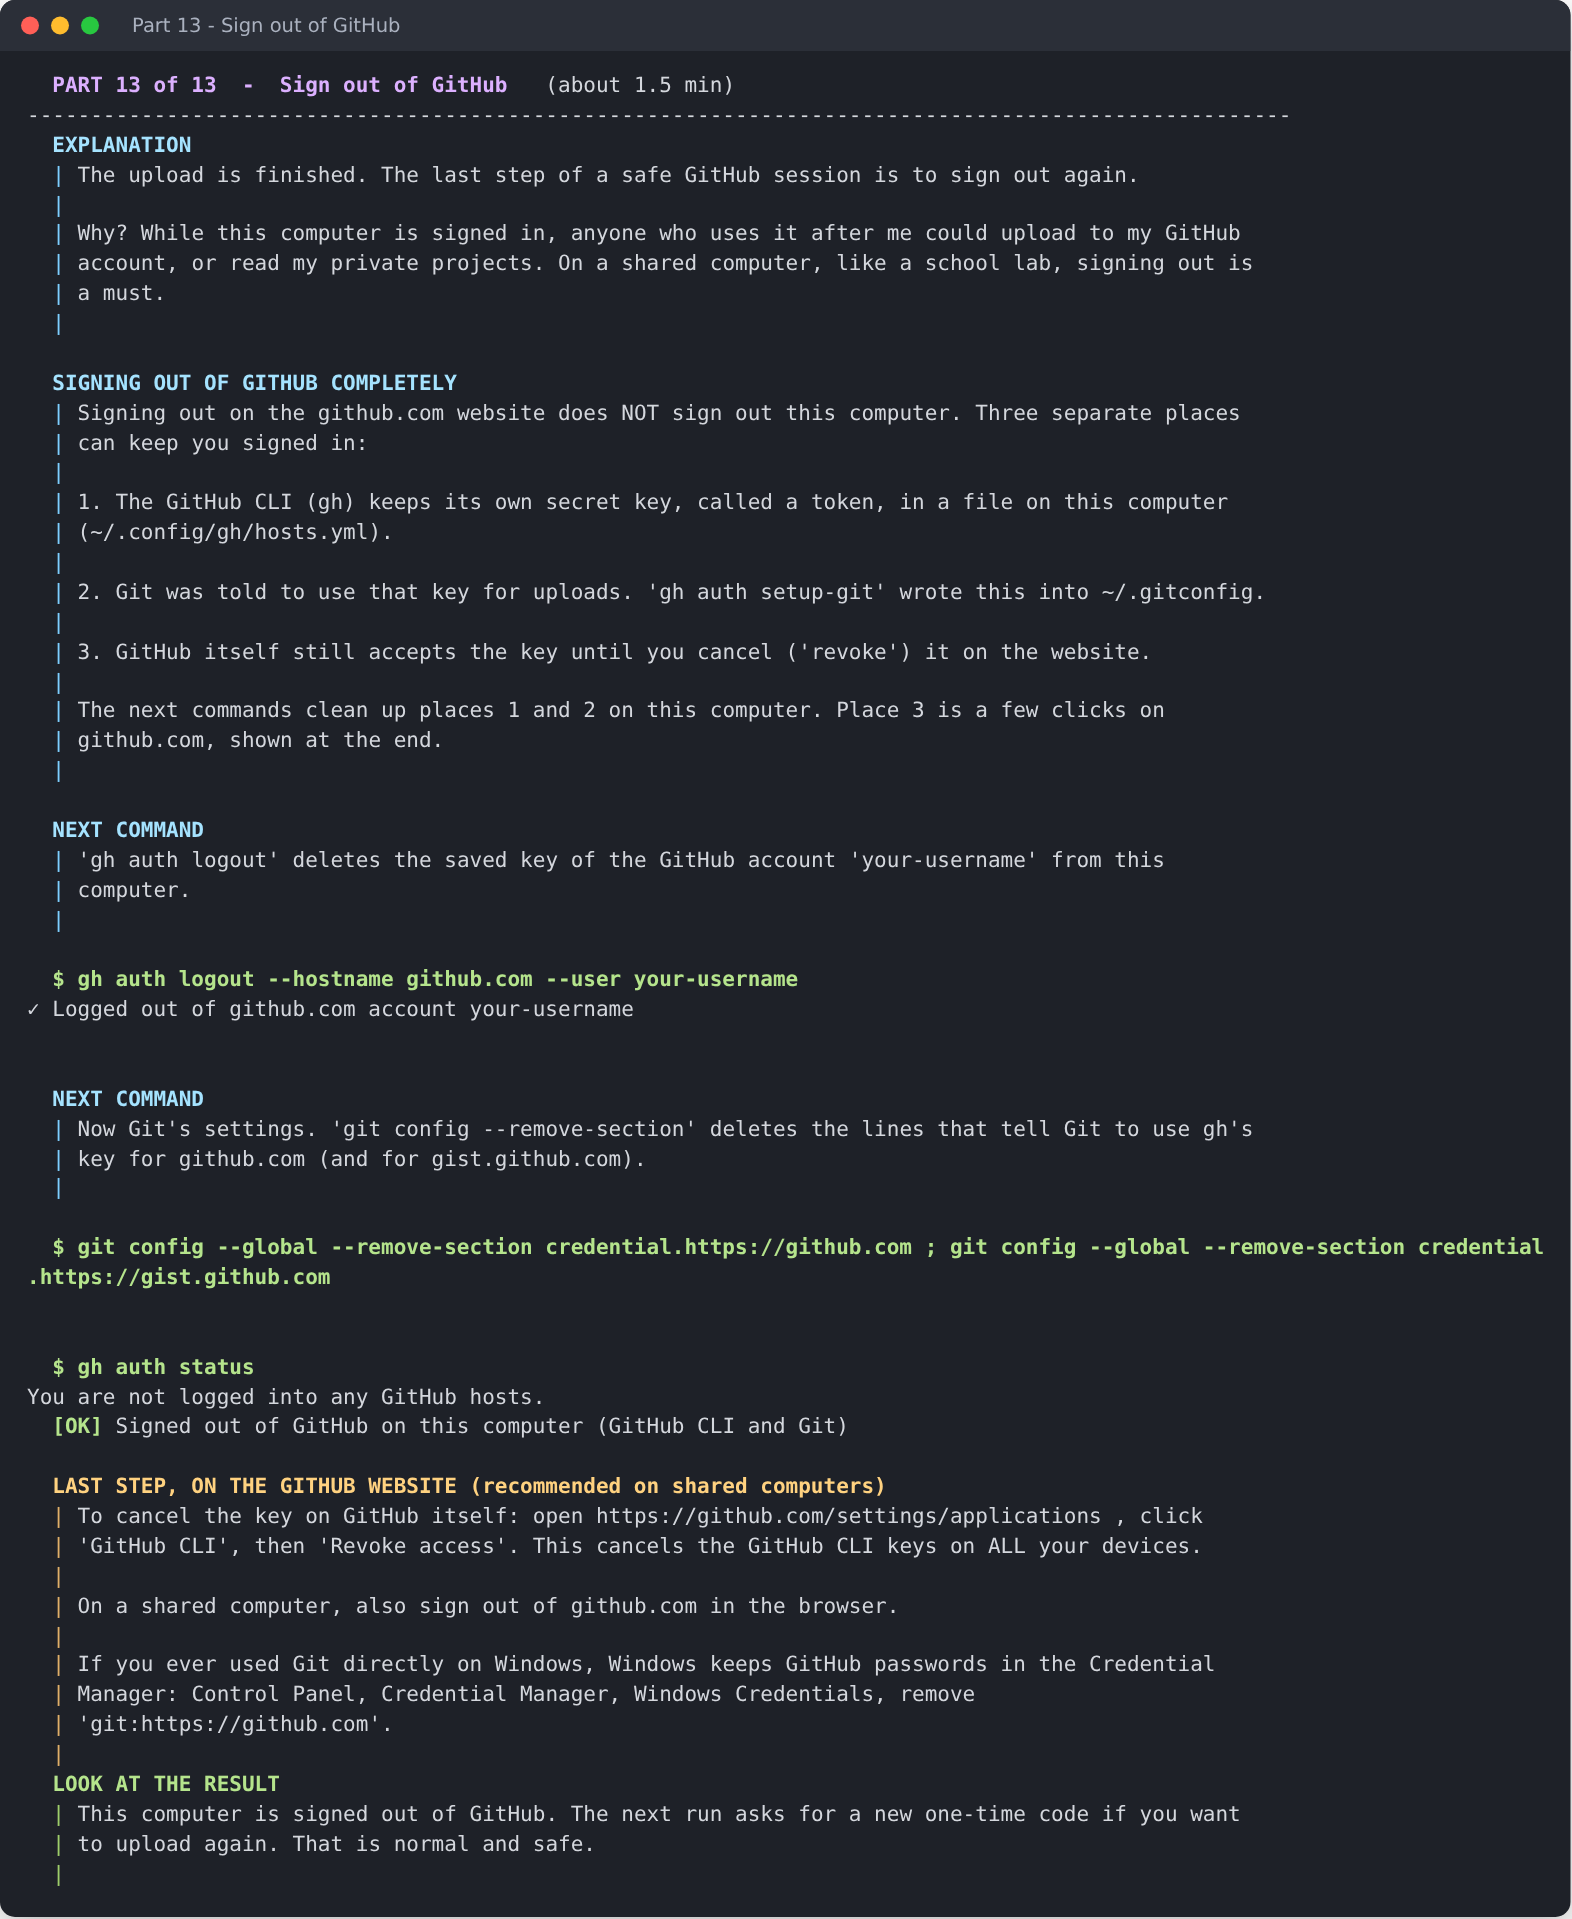 Part 13 - Sign out of GitHub
PART 13 of 13  -  Sign out of GitHub   (about 1.5 min)
----------------------------------------------------------------------------------------------------
EXPLANATION
| The upload is finished. The last step of a safe GitHub session is to sign out again.
|
| Why? While this computer is signed in, anyone who uses it after me could upload to my GitHub
| account, or read my private projects. On a shared computer, like a school lab, signing out is
| a must.
|
SIGNING OUT OF GITHUB COMPLETELY
| Signing out on the github.com website does NOT sign out this computer. Three separate places
| can keep you signed in:
|
| 1. The GitHub CLI (gh) keeps its own secret key, called a token, in a file on this computer
| (~/.config/gh/hosts.yml).
|
| 2. Git was told to use that key for uploads. 'gh auth setup-git' wrote this into ~/.gitconfig.
|
| 3. GitHub itself still accepts the key until you cancel ('revoke') it on the website.
|
| The next commands clean up places 1 and 2 on this computer. Place 3 is a few clicks on
| github.com, shown at the end.
|
NEXT COMMAND
| 'gh auth logout' deletes the saved key of the GitHub account 'your-username' from this
| computer.
|
$ gh auth logout --hostname github.com --user your-username
✓ Logged out of github.com account your-username
NEXT COMMAND
| Now Git's settings. 'git config --remove-section' deletes the lines that tell Git to use gh's
| key for github.com (and for gist.github.com).
|
$ git config --global --remove-section credential.https://github.com ; git config --global --remove-section credential
.https://gist.github.com
$ gh auth status
You are not logged into any GitHub hosts.
[OK] Signed out of GitHub on this computer (GitHub CLI and Git)
LAST STEP, ON THE GITHUB WEBSITE (recommended on shared computers)
| To cancel the key on GitHub itself: open https://github.com/settings/applications , click
| 'GitHub CLI', then 'Revoke access'. This cancels the GitHub CLI keys on ALL your devices.
|
| On a shared computer, also sign out of github.com in the browser.
|
| If you ever used Git directly on Windows, Windows keeps GitHub passwords in the Credential
| Manager: Control Panel, Credential Manager, Windows Credentials, remove
| 'git:https://github.com'.
|
LOOK AT THE RESULT
| This computer is signed out of GitHub. The next run asks for a new one-time code if you want
| to upload again. That is normal and safe.
|